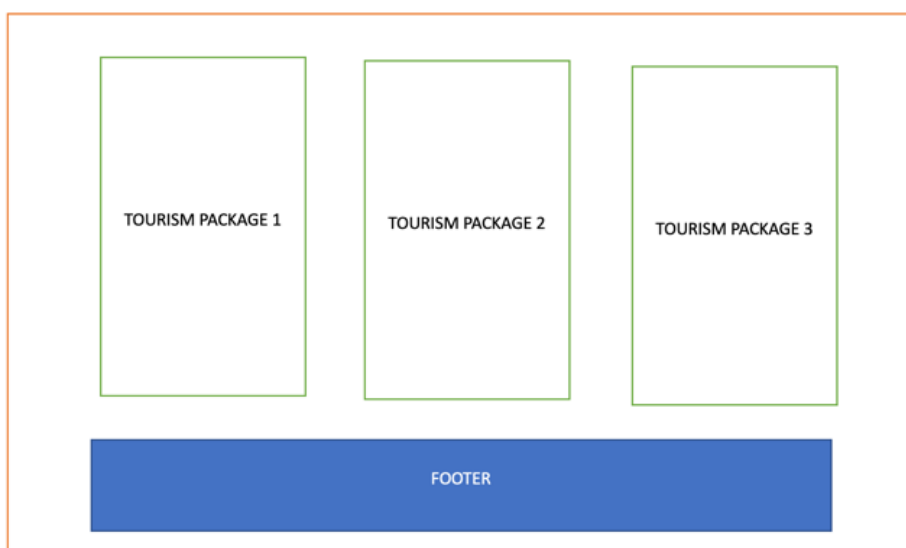 TOURISM PACKAGE 1
TOURISM PACKAGE 2
TOURISM PACKAGE 3
FOOTER